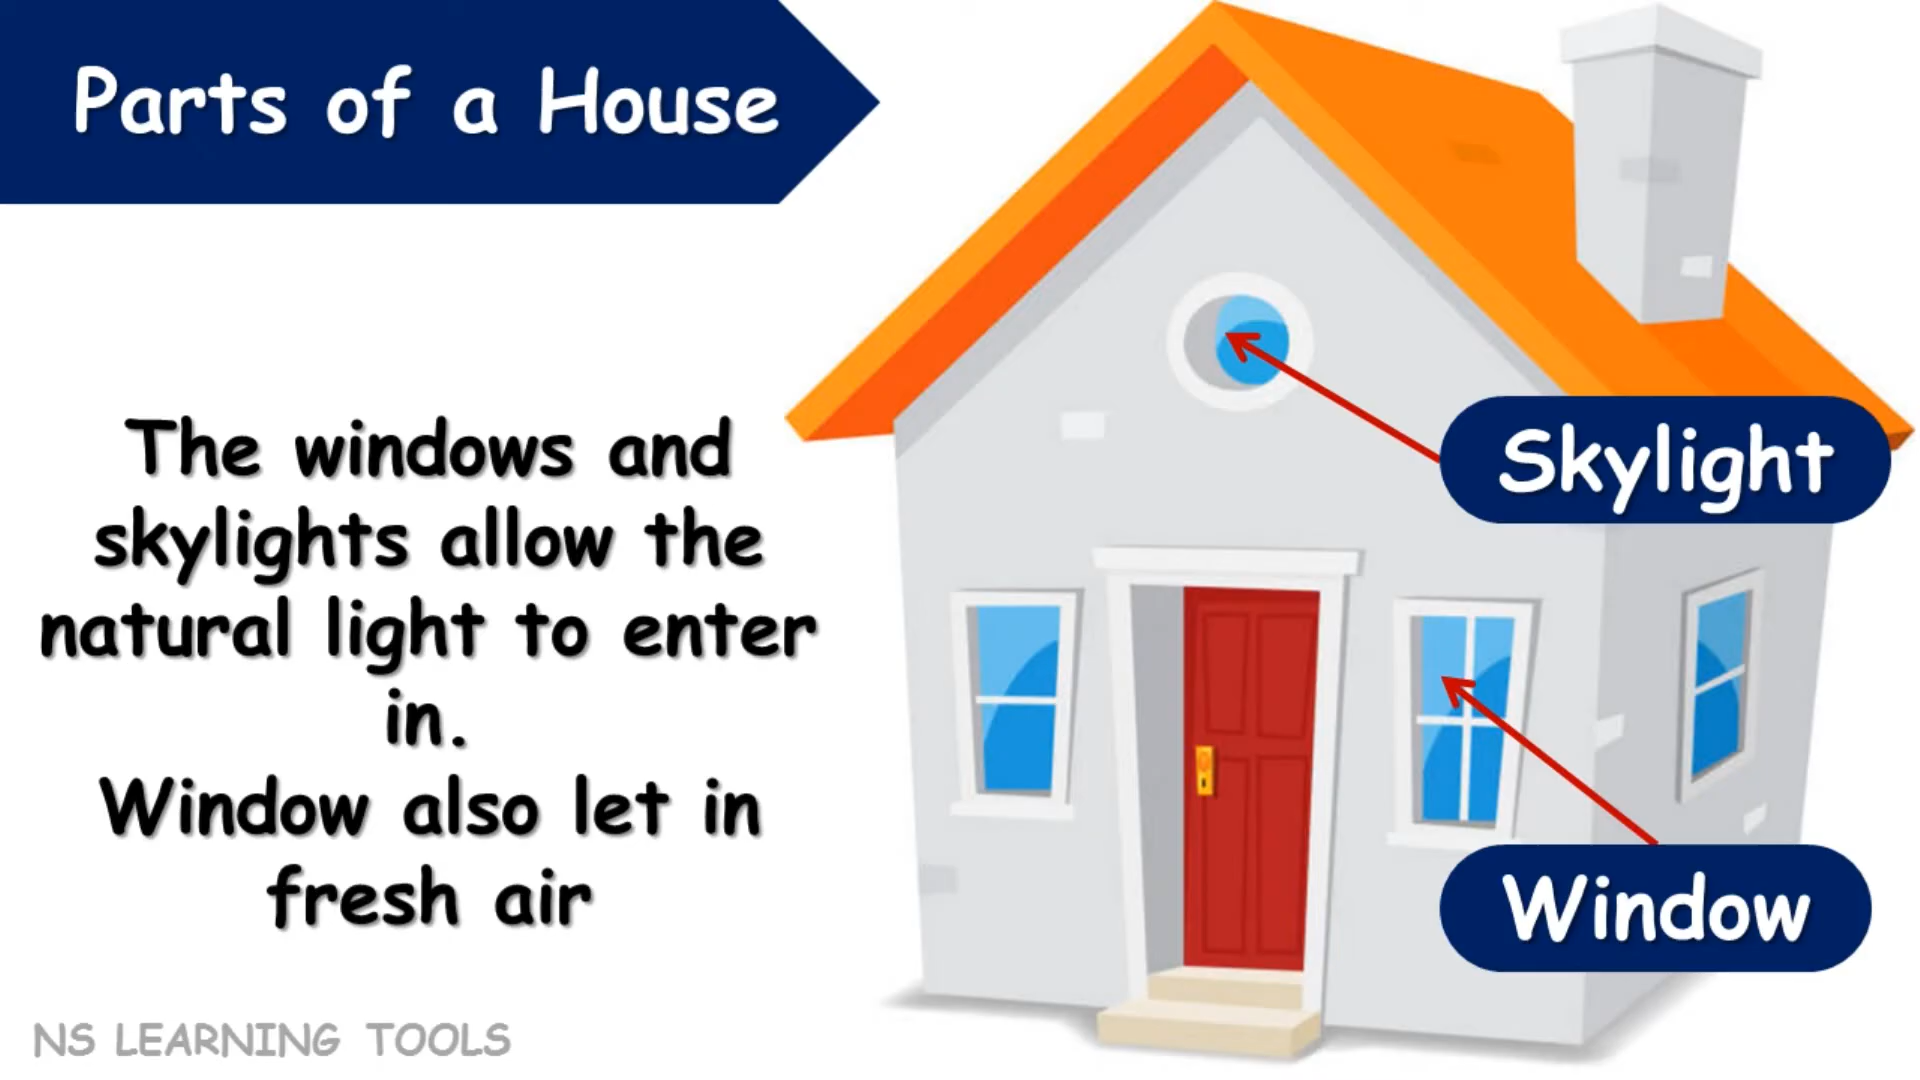 Parts of a House
The windows and
skylights allow the
natural light to enter
in.
Window also let in
fresh air
Skylight
Window
NS LEARNING TOOLS